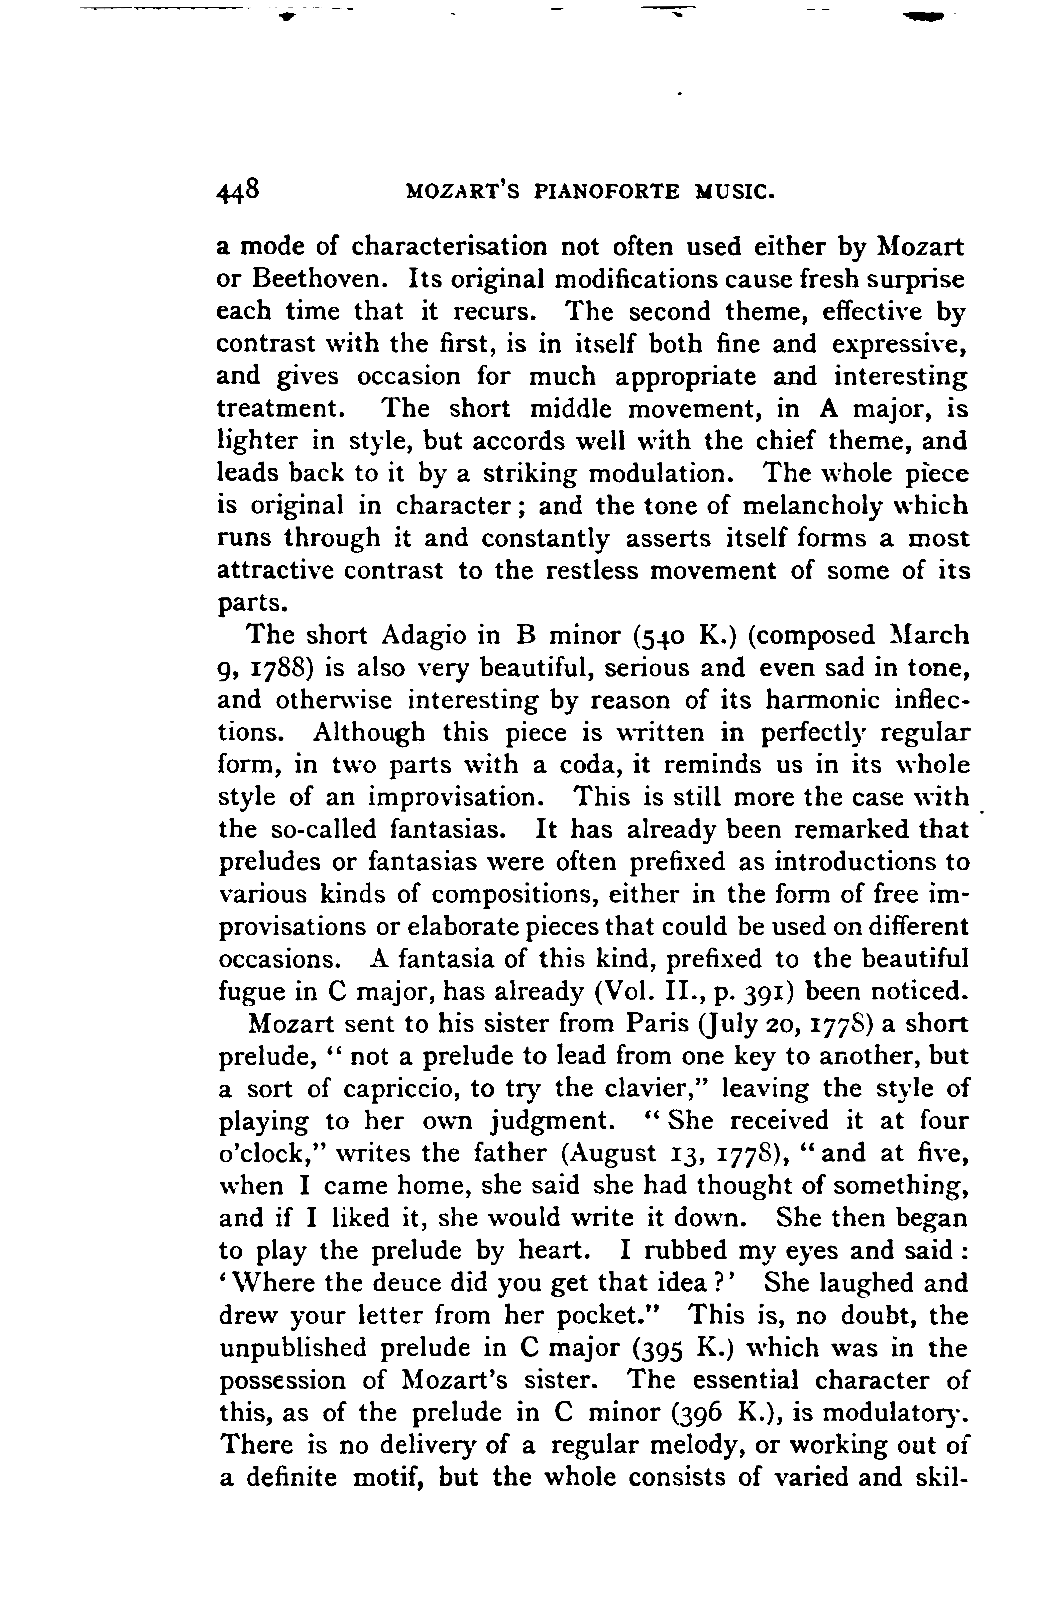 448 MOZART'S PIANOFORTE MUSIC.
a mode of characterisation not often used either by Mozart
or Beethoven. Its original modifications cause fresh surprise
each time that it recurs. The second theme, effective by
contrast with the first, is in itself both fine and expressive,
and gives occasion for much appropriate and interesting
treatment. The short middle movement, in A major, is
lighter in style, but accords well with the chief theme, and
leads back to it by a striking modulation. The whole piece
is original in character; and the tone of melancholy which
runs through it and constantly asserts itself forms a most
attractive contrast to the restless movement of some of its
parts.
The short Adagio in B minor (540 K.) (composed March
9, 1788) is also very beautiful, serious and even sad in tone,
and otherwise interesting by reason of its harmonic inflec-
tions. Although this piece is written in perfectly regular
form, in two parts with a coda, it reminds us in its whole
style of an improvisation. This is still more the case with
the so-called fantasias. It has already been remarked that
preludes or fantasias were often prefixed as introductions to
various kinds of compositions, either in the form of free im-
provisations or elaborate pieces that could be used on different
occasions. A fantasia of this kind, prefixed to the beautiful
fugue in C major, has already (Vol. II., p. 391) been noticed.
Mozart sent to his sister from Paris (July 20, 1778) a short
prelude, "not a prelude to lead from one key to another, but
a sort of capriccio, to try the clavier," leaving the style of
playing to her own judgment. "She received it at four
o'clock," writes the father (August 13, 1778), "and at five,
when I came home, she said she had thought of something,
and if I liked it, she would write it down. She then began
to play the prelude by heart. I rubbed my eyes and said:
'Where the deuce did you get that idea?' She laughed and
drew your letter from her pocket." This is, no doubt, the
unpublished prelude in C major (395 K.) which was in the
possession of Mozart's sister. The essential character of
this, as of the prelude in C minor (396 K.), is modulatory.
There is no delivery of a regular melody, or working out of
a definite motif, but the whole consists of varied and skil-